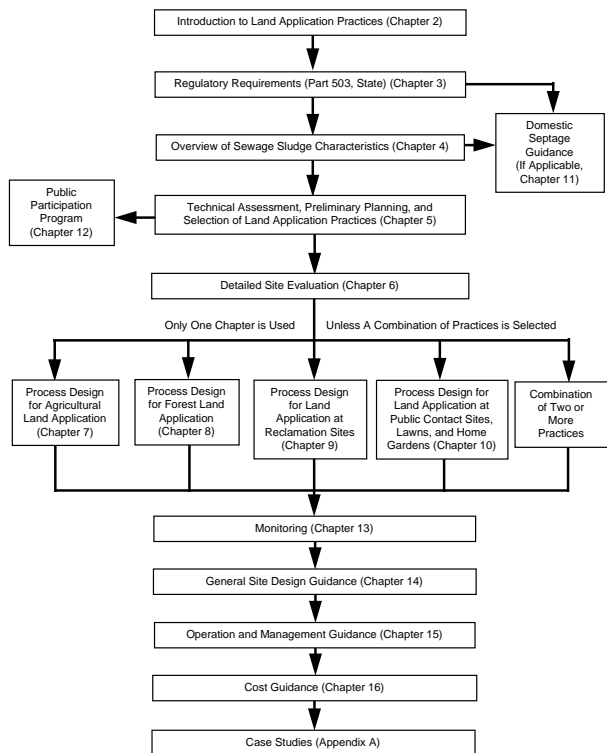 Introduction to Land Application Practices (Chapter 2)
Regulatory Requirements (Part 503, State) (Chapter 3)
Domestic
Septage
Guidance
(If Applicable,
Chapter 11)
Overview of Sewage Sludge Characteristics (Chapter 4)
Public
Participation
Program
(Chapter 12)
Technical Assessment, Preliminary Planning, and
Selection of Land Application Practices (Chapter 5)
Detailed Site Evaluation (Chapter 6)
Only One Chapter is Used
Unless A Combination of Practices is Selected
Process Design
for Agricultural
Land Application
(Chapter 7)
Process Design
for Forest Land
Application
(Chapter 8)
Process Design
for Land
Application at
Reclamation Sites
(Chapter 9)
Process Design for
Land Application at
Public Contact Sites,
Lawns, and Home
Gardens (Chapter 10)
Combination
of Two or
More
Practices
Monitoring (Chapter 13)
General Site Design Guidance (Chapter 14)
Operation and Management Guidance (Chapter 15)
Cost Guidance (Chapter 16)
Case Studies (Appendix A)